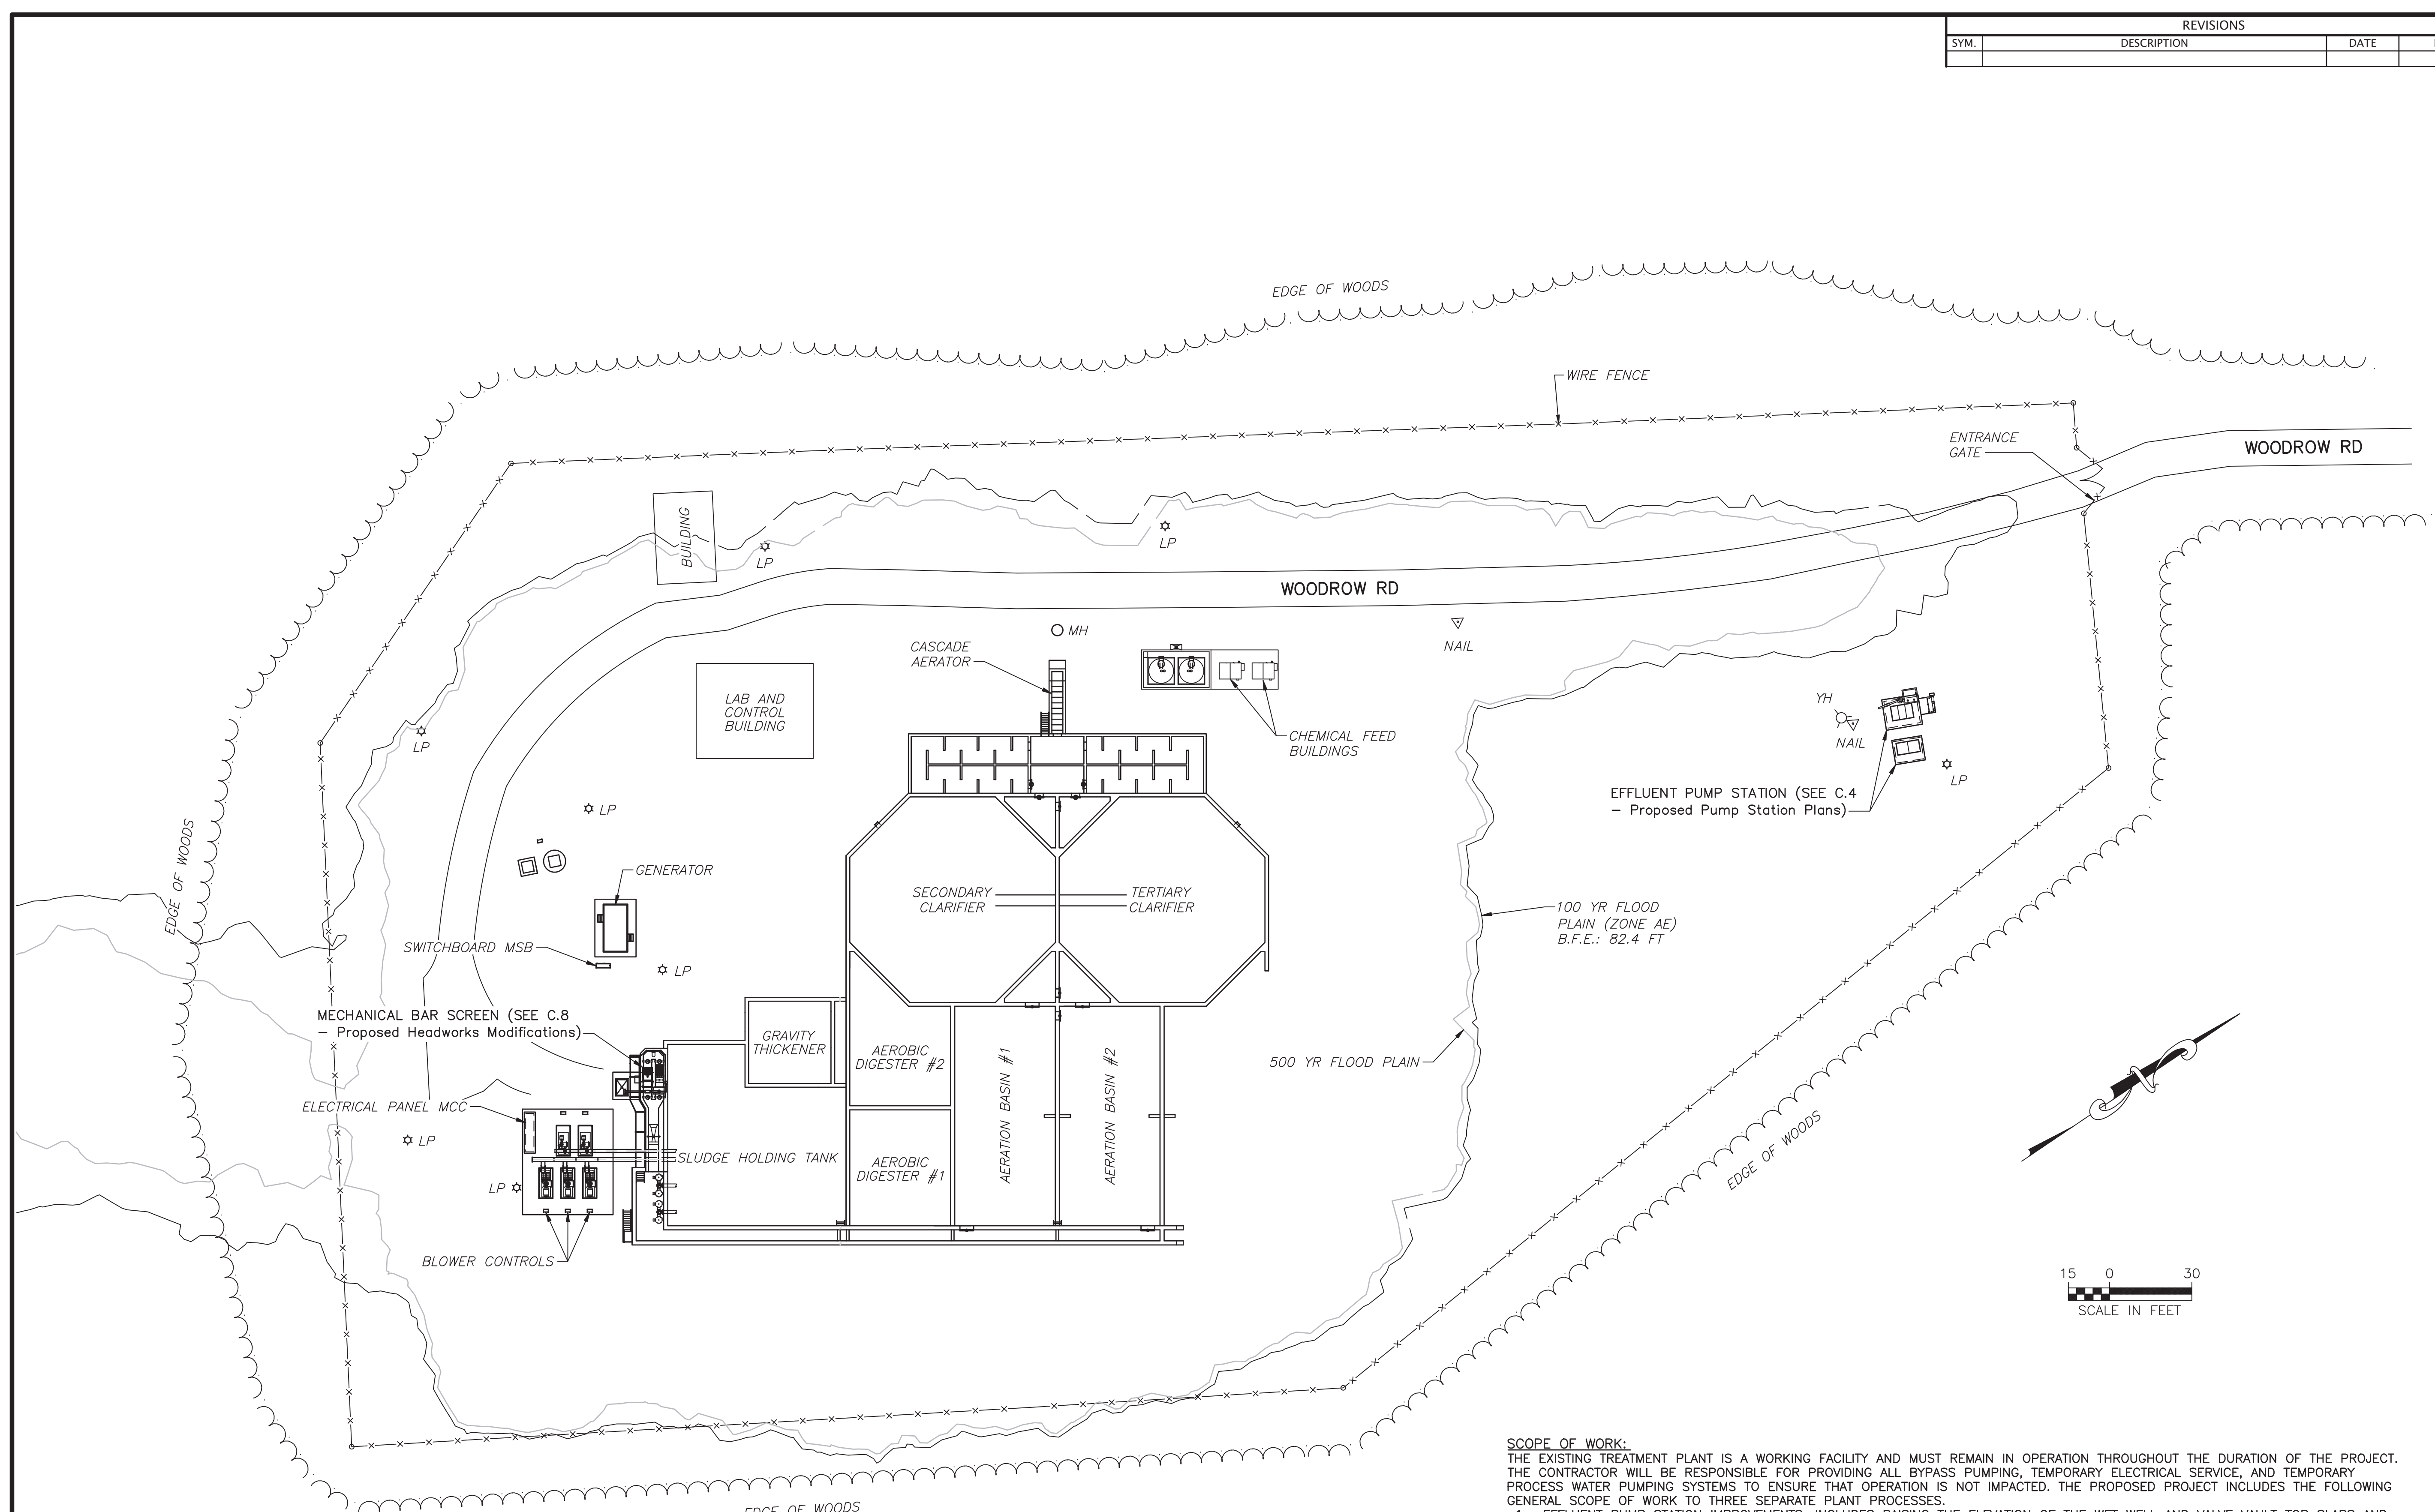 REVISIONS
SYM.
DESCRIPTION
DATE
EDGE OF WOODS
WIRE FENCE
ENTRANCE
GATE
WOODROW RD
BUILDING
LP
LP
WOODROW RD
MH
CASCADE
AERATOR
NAIL
LAB AND
CONTROL
BUILDING
YH
NAIL
CHEMICAL FEED
BUILDINGS
LP
LP
EFFLUENT PUMP STATION (SEE C.4
- Proposed Pump Station Plans)
LP
EDGE OF WOODS
GENERATOR
SECONDARY
CLARIFIER
TERTIARY
CLARIFIER
100 YR FLOOD
PLAIN (ZONE AE)
B.F.E.: 82.4 FT
SWITCHBOARD MSB
LP
MECHANICAL BAR SCREEN (SEE C.8
- Proposed Headworks Modifications)
GRAVITY
THICKENER
AEROBIC
DIGESTER #2
AERATION BASIN #1
AERATION BASIN #2
500 YR FLOOD PLAIN
ELECTRICAL PANEL MCC
LP
SLUDGE HOLDING TANK
AEROBIC
DIGESTER #1
LP
EDGE OF WOODS
BLOWER CONTROLS
15 0 30
SCALE IN FEET
SCOPE OF WORK:
THE EXISTING TREATMENT PLANT IS A WORKING FACILITY AND MUST REMAIN IN OPERATION THROUGHOUT THE DURATION OF THE PROJECT.
THE CONTRACTOR WILL BE RESPONSIBLE FOR PROVIDING ALL BYPASS PUMPING, TEMPORARY ELECTRICAL SERVICE, AND TEMPORARY
PROCESS WATER PUMPING SYSTEMS TO ENSURE THAT OPERATION IS NOT IMPACTED. THE PROPOSED PROJECT INCLUDES THE FOLLOWING
GENERAL SCOPE OF WORK TO THREE SEPARATE PLANT PROCESSES.
EDGE OF WOODS